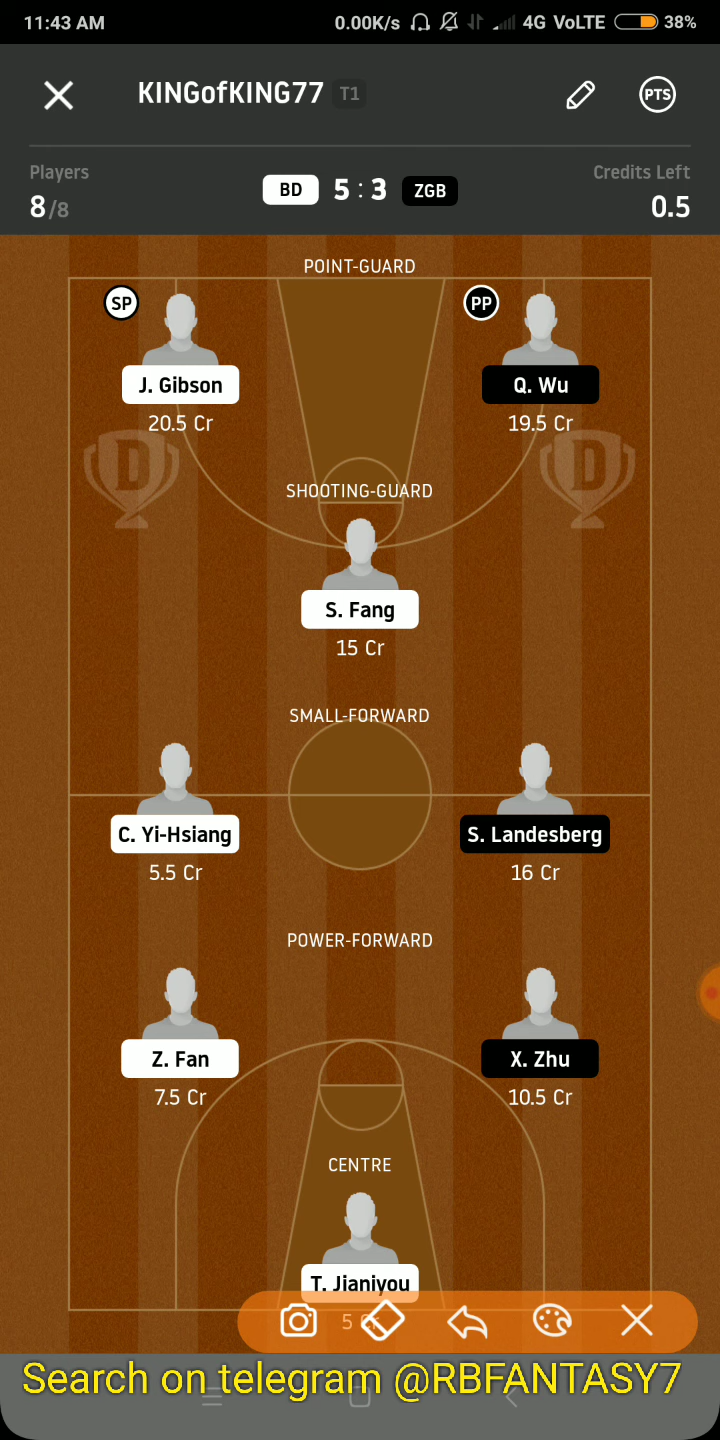 11:43 AM 0.00K/s 4G VoLTE 38%
KINGofKING77 T1 PTS
Players Credits Left
8/8 BD 5 : 3 ZGB 0.5
POINT-GUARD
SP PP
J. Gibson Q. Wu
20.5 Cr 19.5 Cr
D D
SHOOTING-GUARD
S. Fang
15 Cr
SMALL-FORWARD
C. Yi-Hsiang S. Landesberg
5.5 Cr 16 Cr
POWER-FORWARD
Z. Fan X. Zhu
7.5 Cr 10.5 Cr
CENTRE
T. Jianiyou
5
Search on telegram @RBFANTASY7